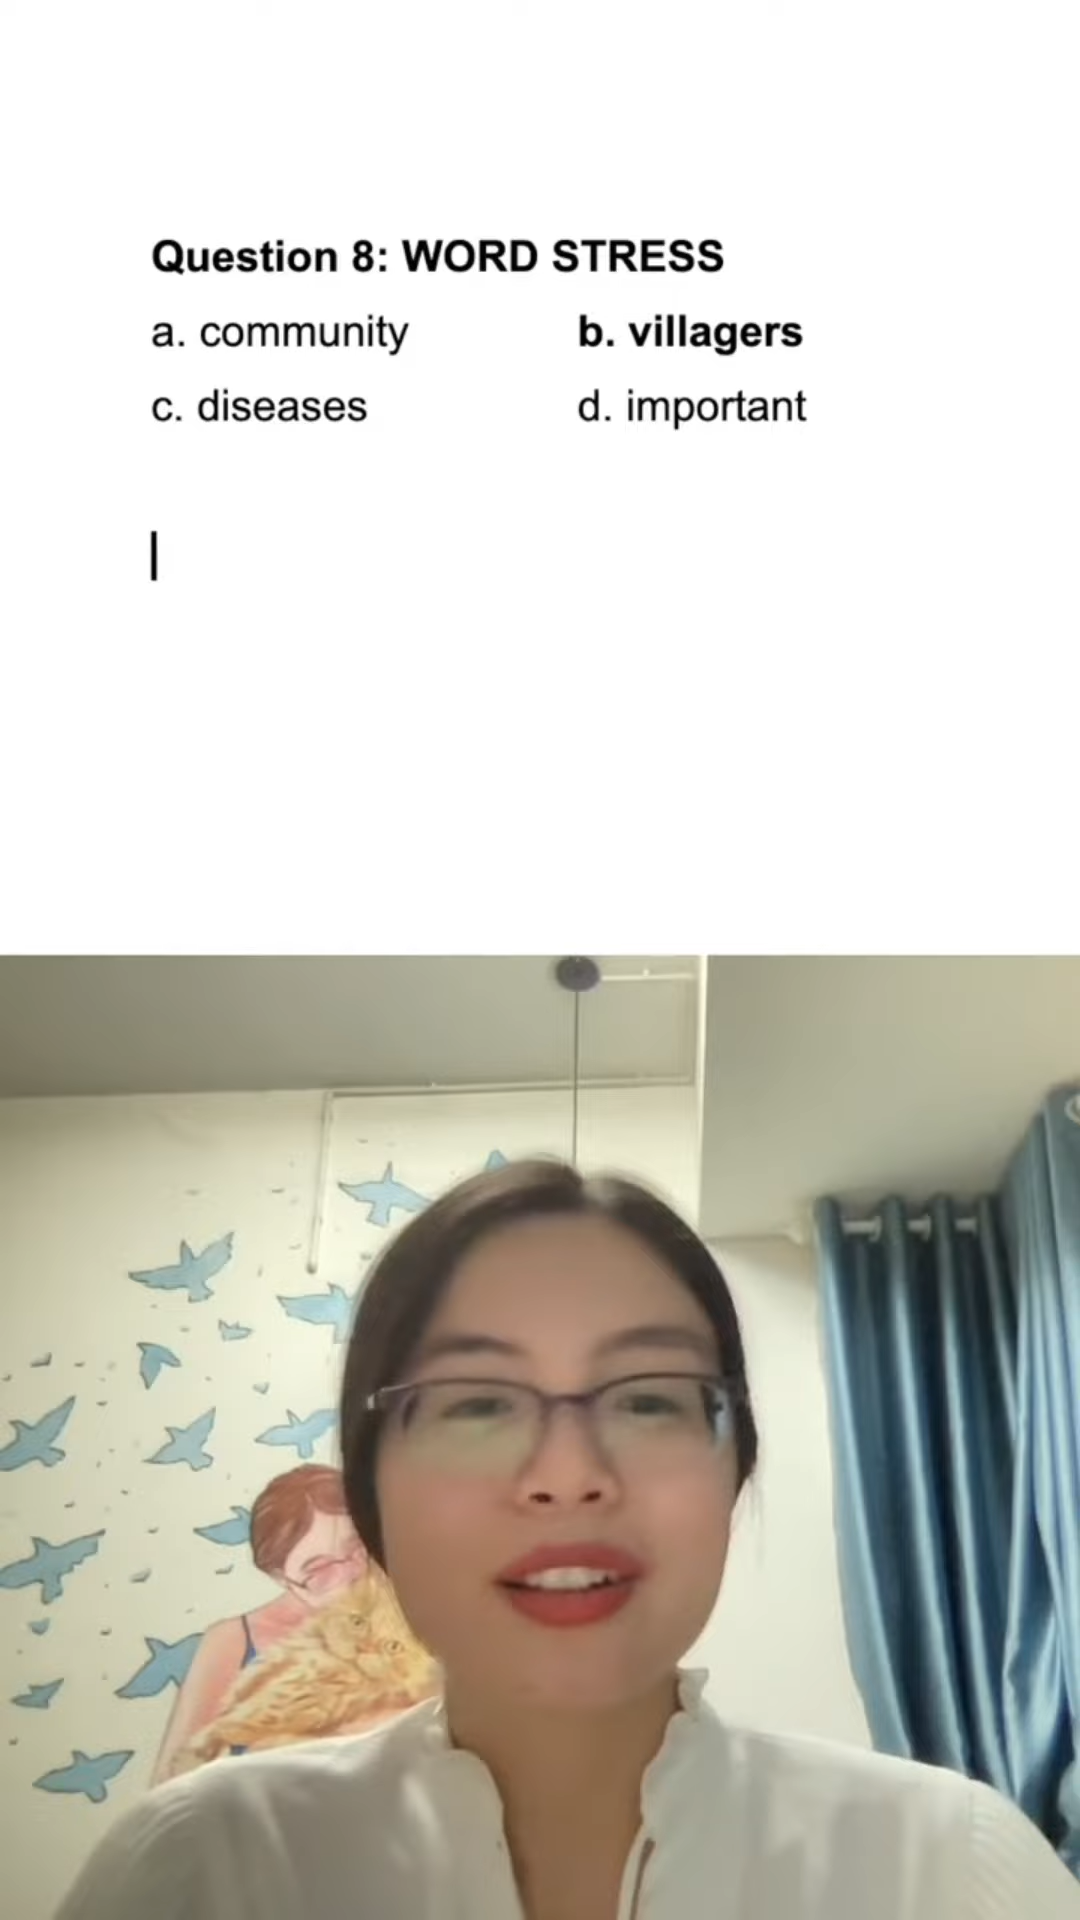 Question 8: WORD STRESS
a. community b. villagers
c. diseases d. important